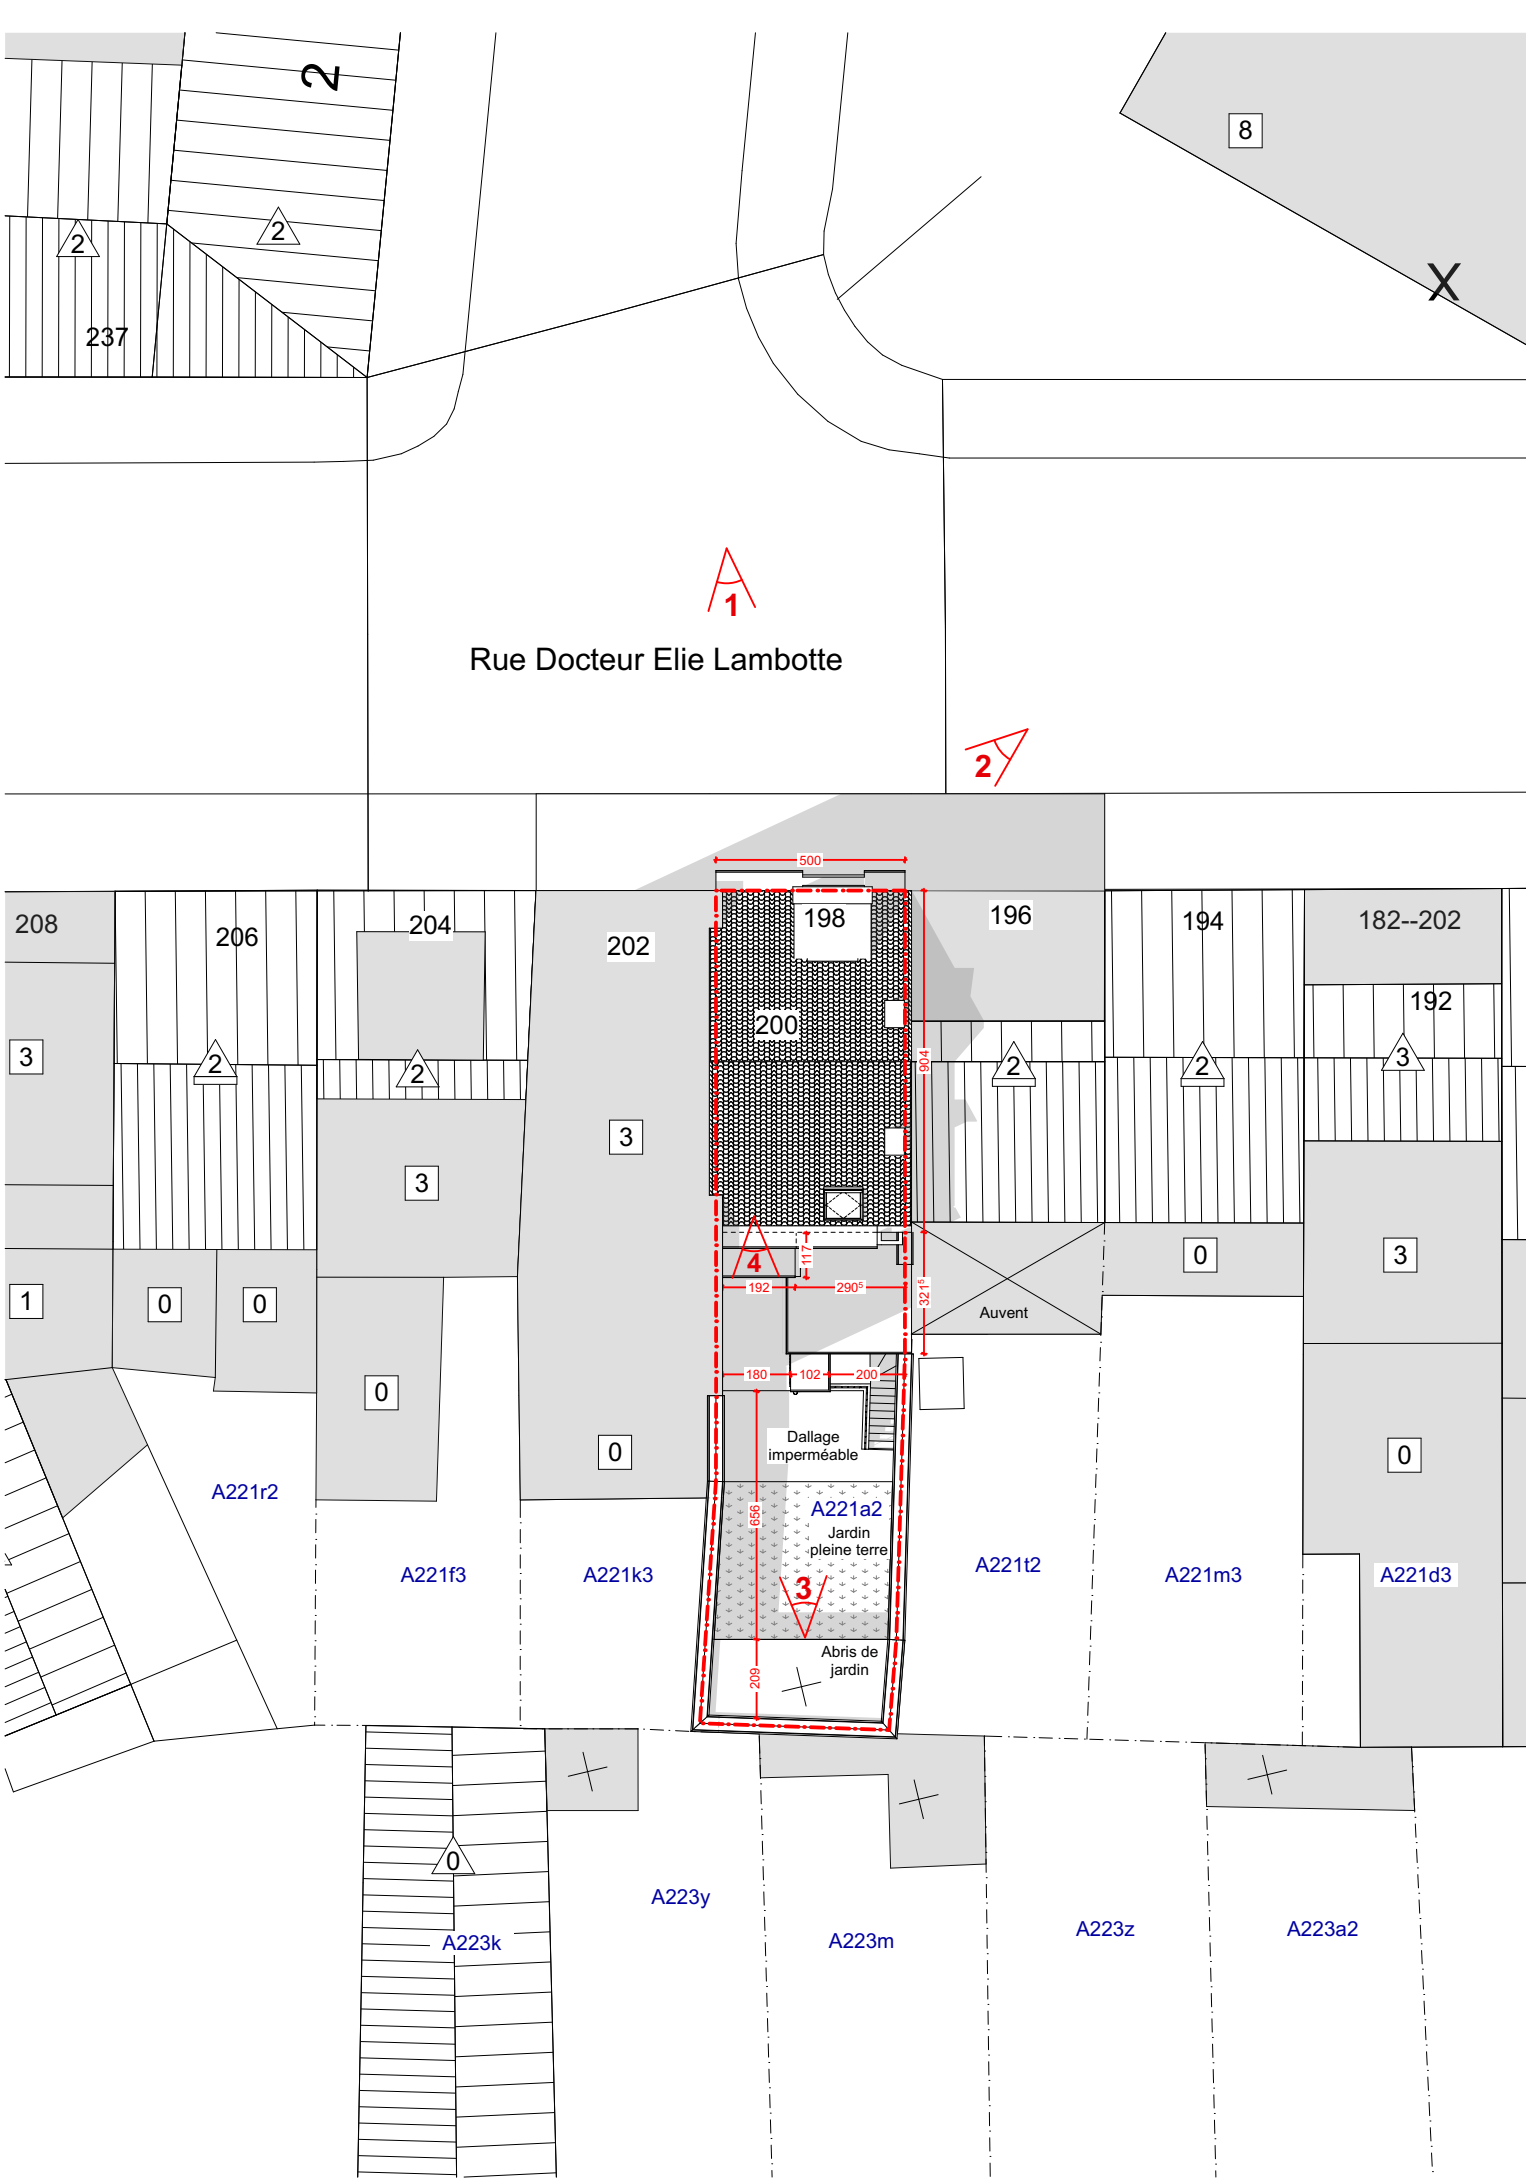 2
8
2
2
237
X
1
Rue Docteur Elie Lambotte
2
500
208
206
204
202
198
196
194
182--202
192
200
3
2
2
904
2
2
3
3
3
3
117
4
0
3
192
290⁵
321⁵
1
0
0
Auvent
180
102
200
0
Dallage
imperméable
0
0
A221r2
656
A221a2
Jardin
pleine terre
A221f3
A221k3
3
A221t2
A221m3
A221d3
209
Abris de
jardin
0
A223y
A223k
A223m
A223z
A223a2